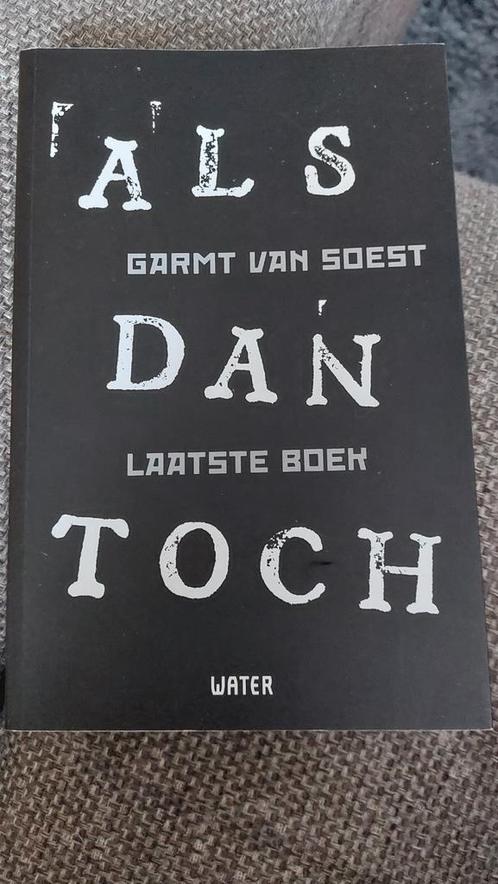 ALS
GARMT VAN SOEST
DAN
LAATSTE BOEK
TOCH
WATER